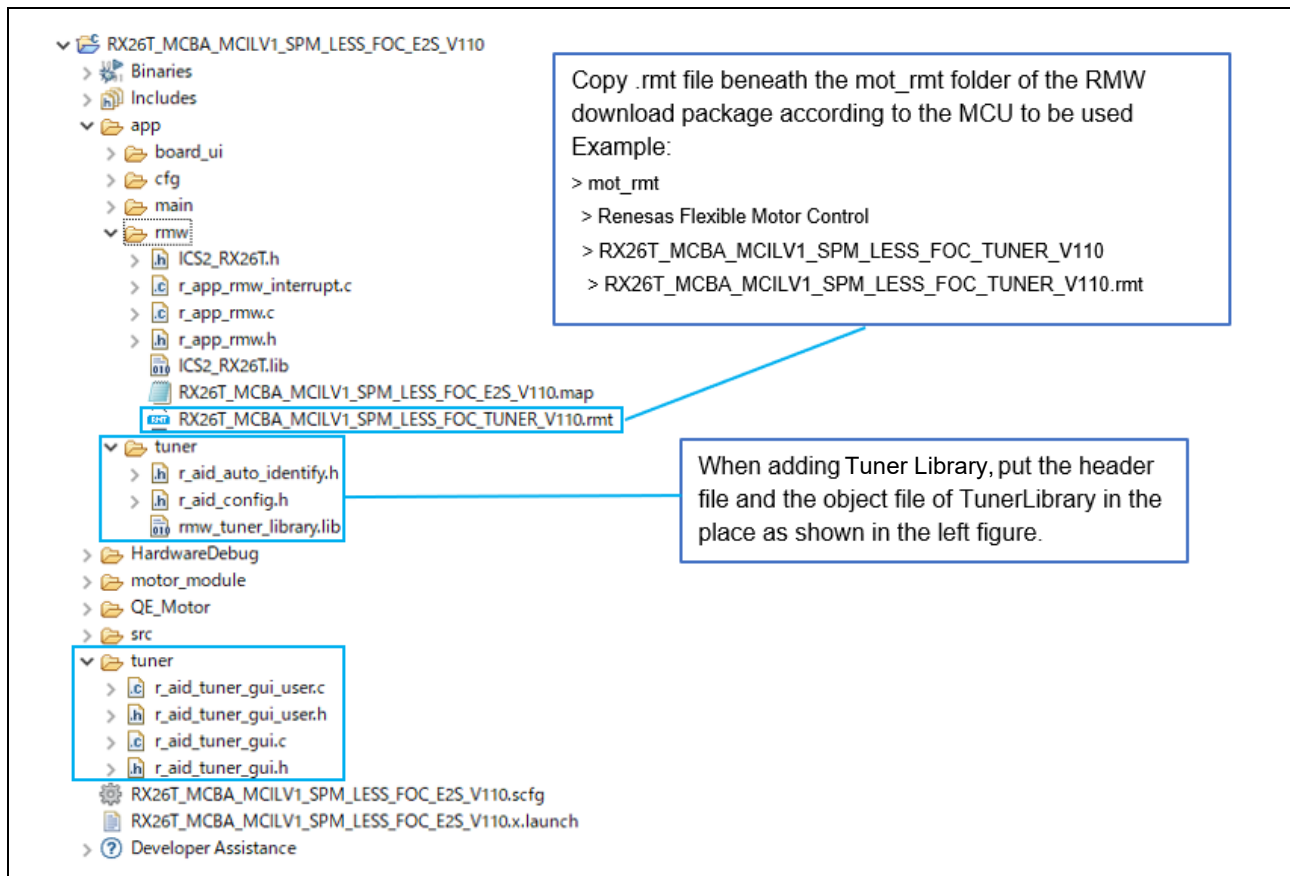 RX26T_MCBA_MCILV1_SPM_LESS_FOC_E2S_V110
Binaries
Includes
app
board_ui
cfg
main
rmw
ICS2_RX26T.h
r_app_rmw_interrupt.c
r_app_rmw.c
r_app_rmw.h
ICS2_RX26T.lib
RX26T_MCBA_MCILV1_SPM_LESS_FOC_E2S_V110.map
RX26T_MCBA_MCILV1_SPM_LESS_FOC_TUNER_V110.rmt
tuner
r_aid_auto_identify.h
r_aid_config.h
rmw_tuner_library.lib
HardwareDebug
motor_module
QE_Motor
src
tuner
r_aid_tuner_gui_user.c
r_aid_tuner_gui_user.h
r_aid_tuner_gui.c
r_aid_tuner_gui.h
RX26T_MCBA_MCILV1_SPM_LESS_FOC_E2S_V110.scfg
RX26T_MCBA_MCILV1_SPM_LESS_FOC_E2S_V110.x.launch
Developer Assistance
Copy .rmt file beneath the mot_rmt folder of the RMW
download package according to the MCU to be used
Example:
> mot_rmt
> Renesas Flexible Motor Control
> RX26T_MCBA_MCILV1_SPM_LESS_FOC_TUNER_V110
> RX26T_MCBA_MCILV1_SPM_LESS_FOC_TUNER_V110.rmt
When adding Tuner Library, put the header
file and the object file of TunerLibrary in the
place as shown in the left figure.